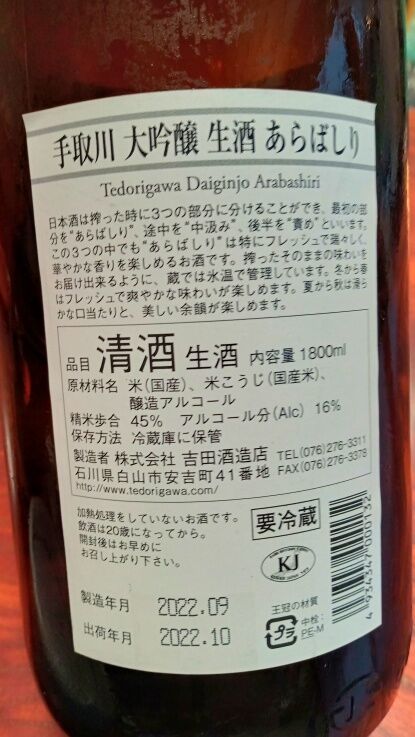 手取川 大吟醸 生酒 あらばしり
Tedorigawa Daiginjo Arabashiri
日本酒は搾った時に3つの部分に分けることができ、最初の部
分を“あらばしり”、途中を“中汲み”、後半を“責め”といいます。
この3つの中でも“あらばしり”は特にフレッシュで瑞々しく、
華やかな香りを楽しめるお酒です。搾ったそのままの味わいを
お届け出来るように、蔵では氷温で管理しています。冬から春
はフレッシュで爽やかな味わいが楽しめます。夏から秋は滑ら
かな口当たりと、美しい余韻が楽しめます。
品目 清酒 生酒 内容量 1800ml
原材料名 米(国産)、米こうじ(国産米)、
醸造アルコール
精米歩合 45% アルコール分(Alc) 16%
保存方法 冷蔵庫に保管
製造者 株式会社 吉田酒造店 TEL(076)276-3311
石川県白山市安吉町41番地 FAX(076)276-3378
http://www.tedorigawa.com/
加熱処理をしていないお酒です。
飲酒は20歳になってから。
開封後はお早めに
お召し上がり下さい。
要冷蔵
KJ
4 934347 000132
製造年月 2022.09
出荷年月 2022.10
王冠の材質
プラ
中栓:
PE-M